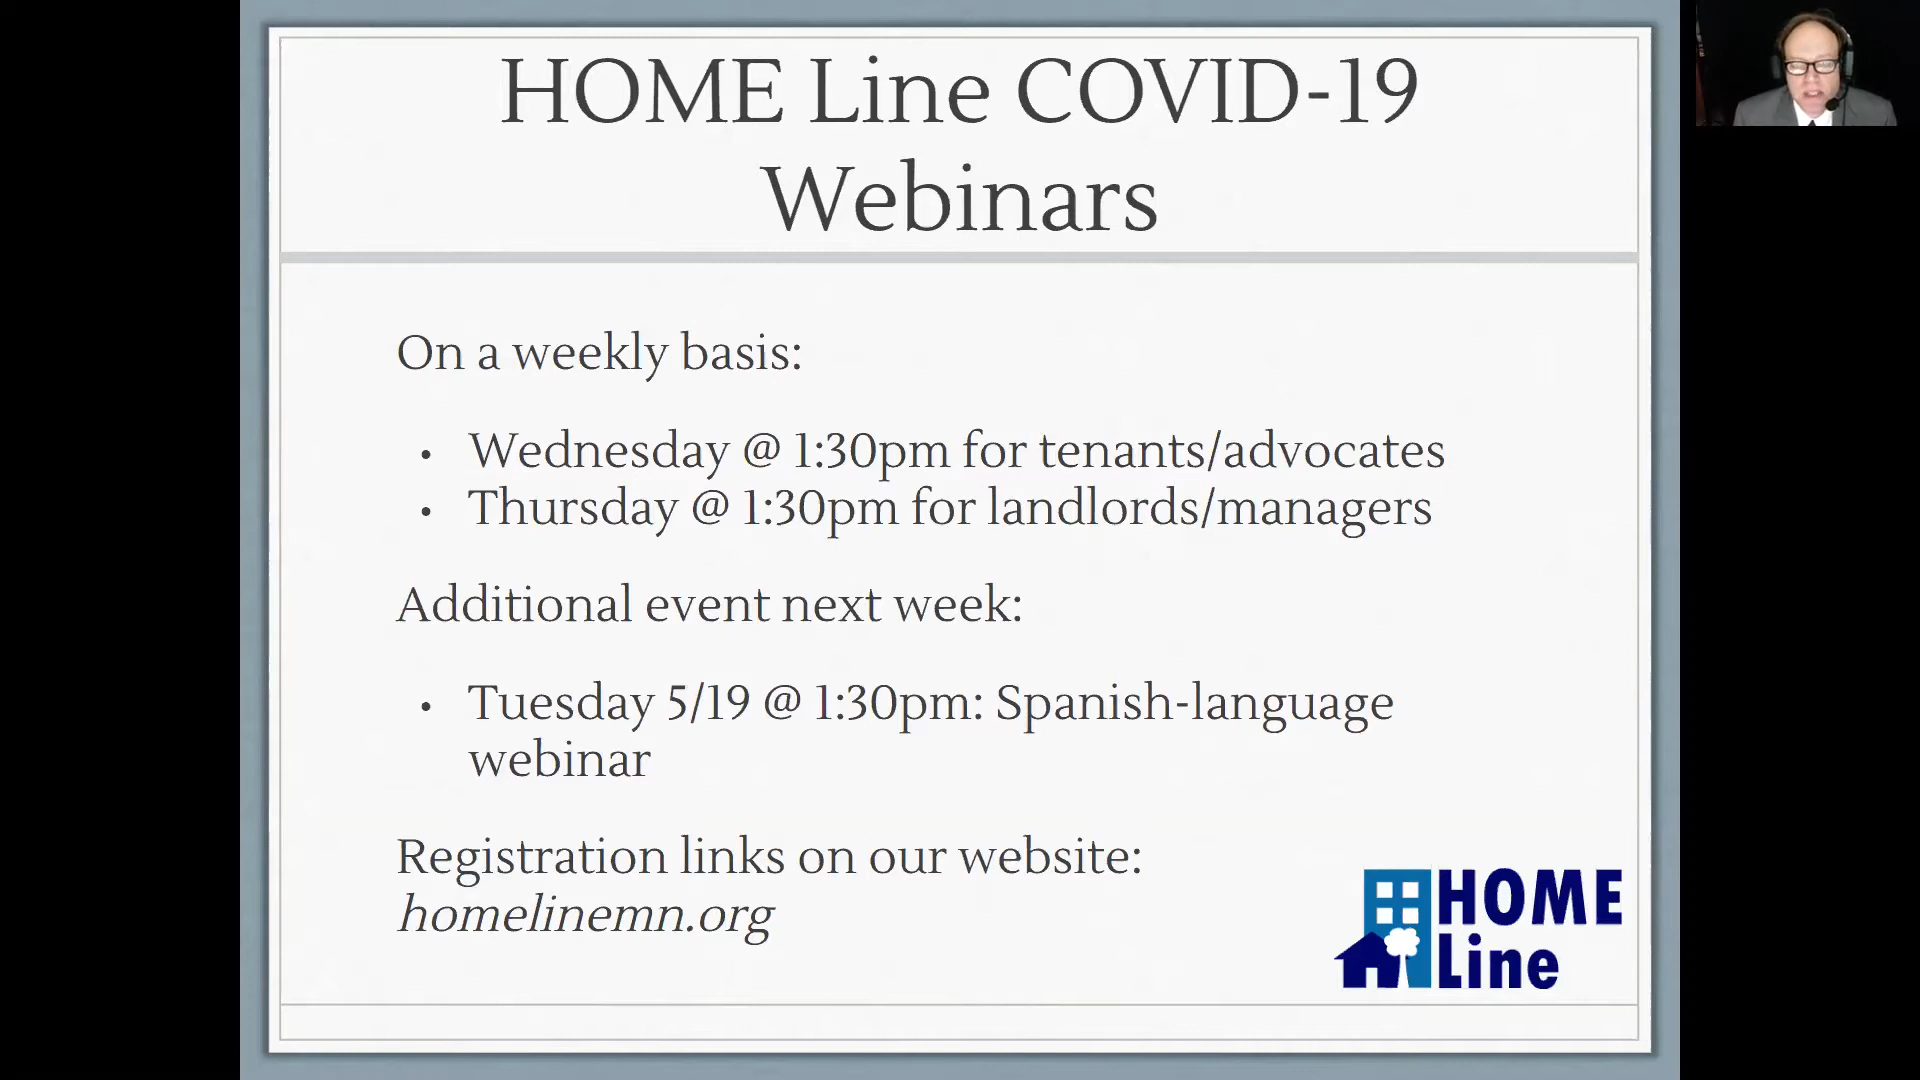 HOME Line COVID-19
Webinars
On a weekly basis:
• Wednesday @ 1:30pm for tenants/advocates
• Thursday @ 1:30pm for landlords/managers
Additional event next week:
• Tuesday 5/19 @ 1:30pm: Spanish-language
webinar
Registration links on our website:
homelinemn.org
HOME
Line